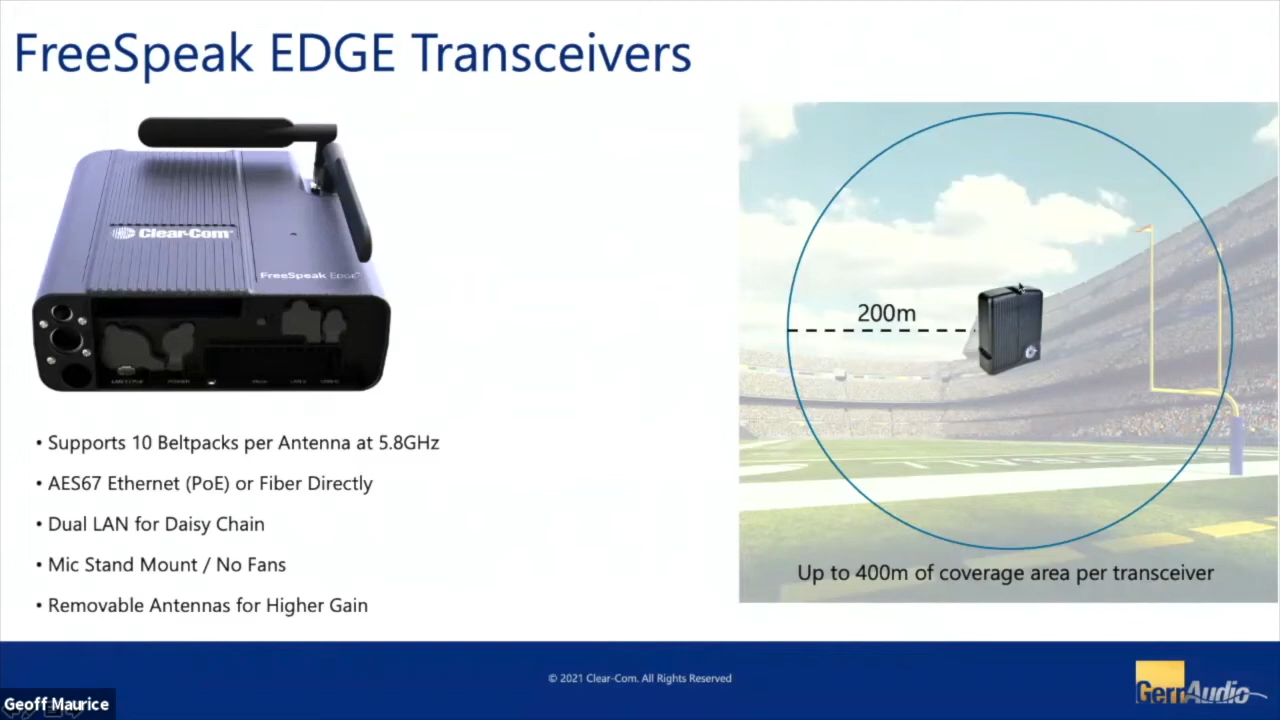 FreeSpeak EDGE Transceivers
Clear-Com
FreeSpeak EDGE
200m
• Supports 10 Beltpacks per Antenna at 5.8GHz
• AES67 Ethernet (PoE) or Fiber Directly
• Dual LAN for Daisy Chain
• Mic Stand Mount / No Fans
• Removable Antennas for Higher Gain
Up to 400m of coverage area per transceiver
© 2021 Clear-Com. All Rights Reserved
GerrAudio
Geoff Maurice